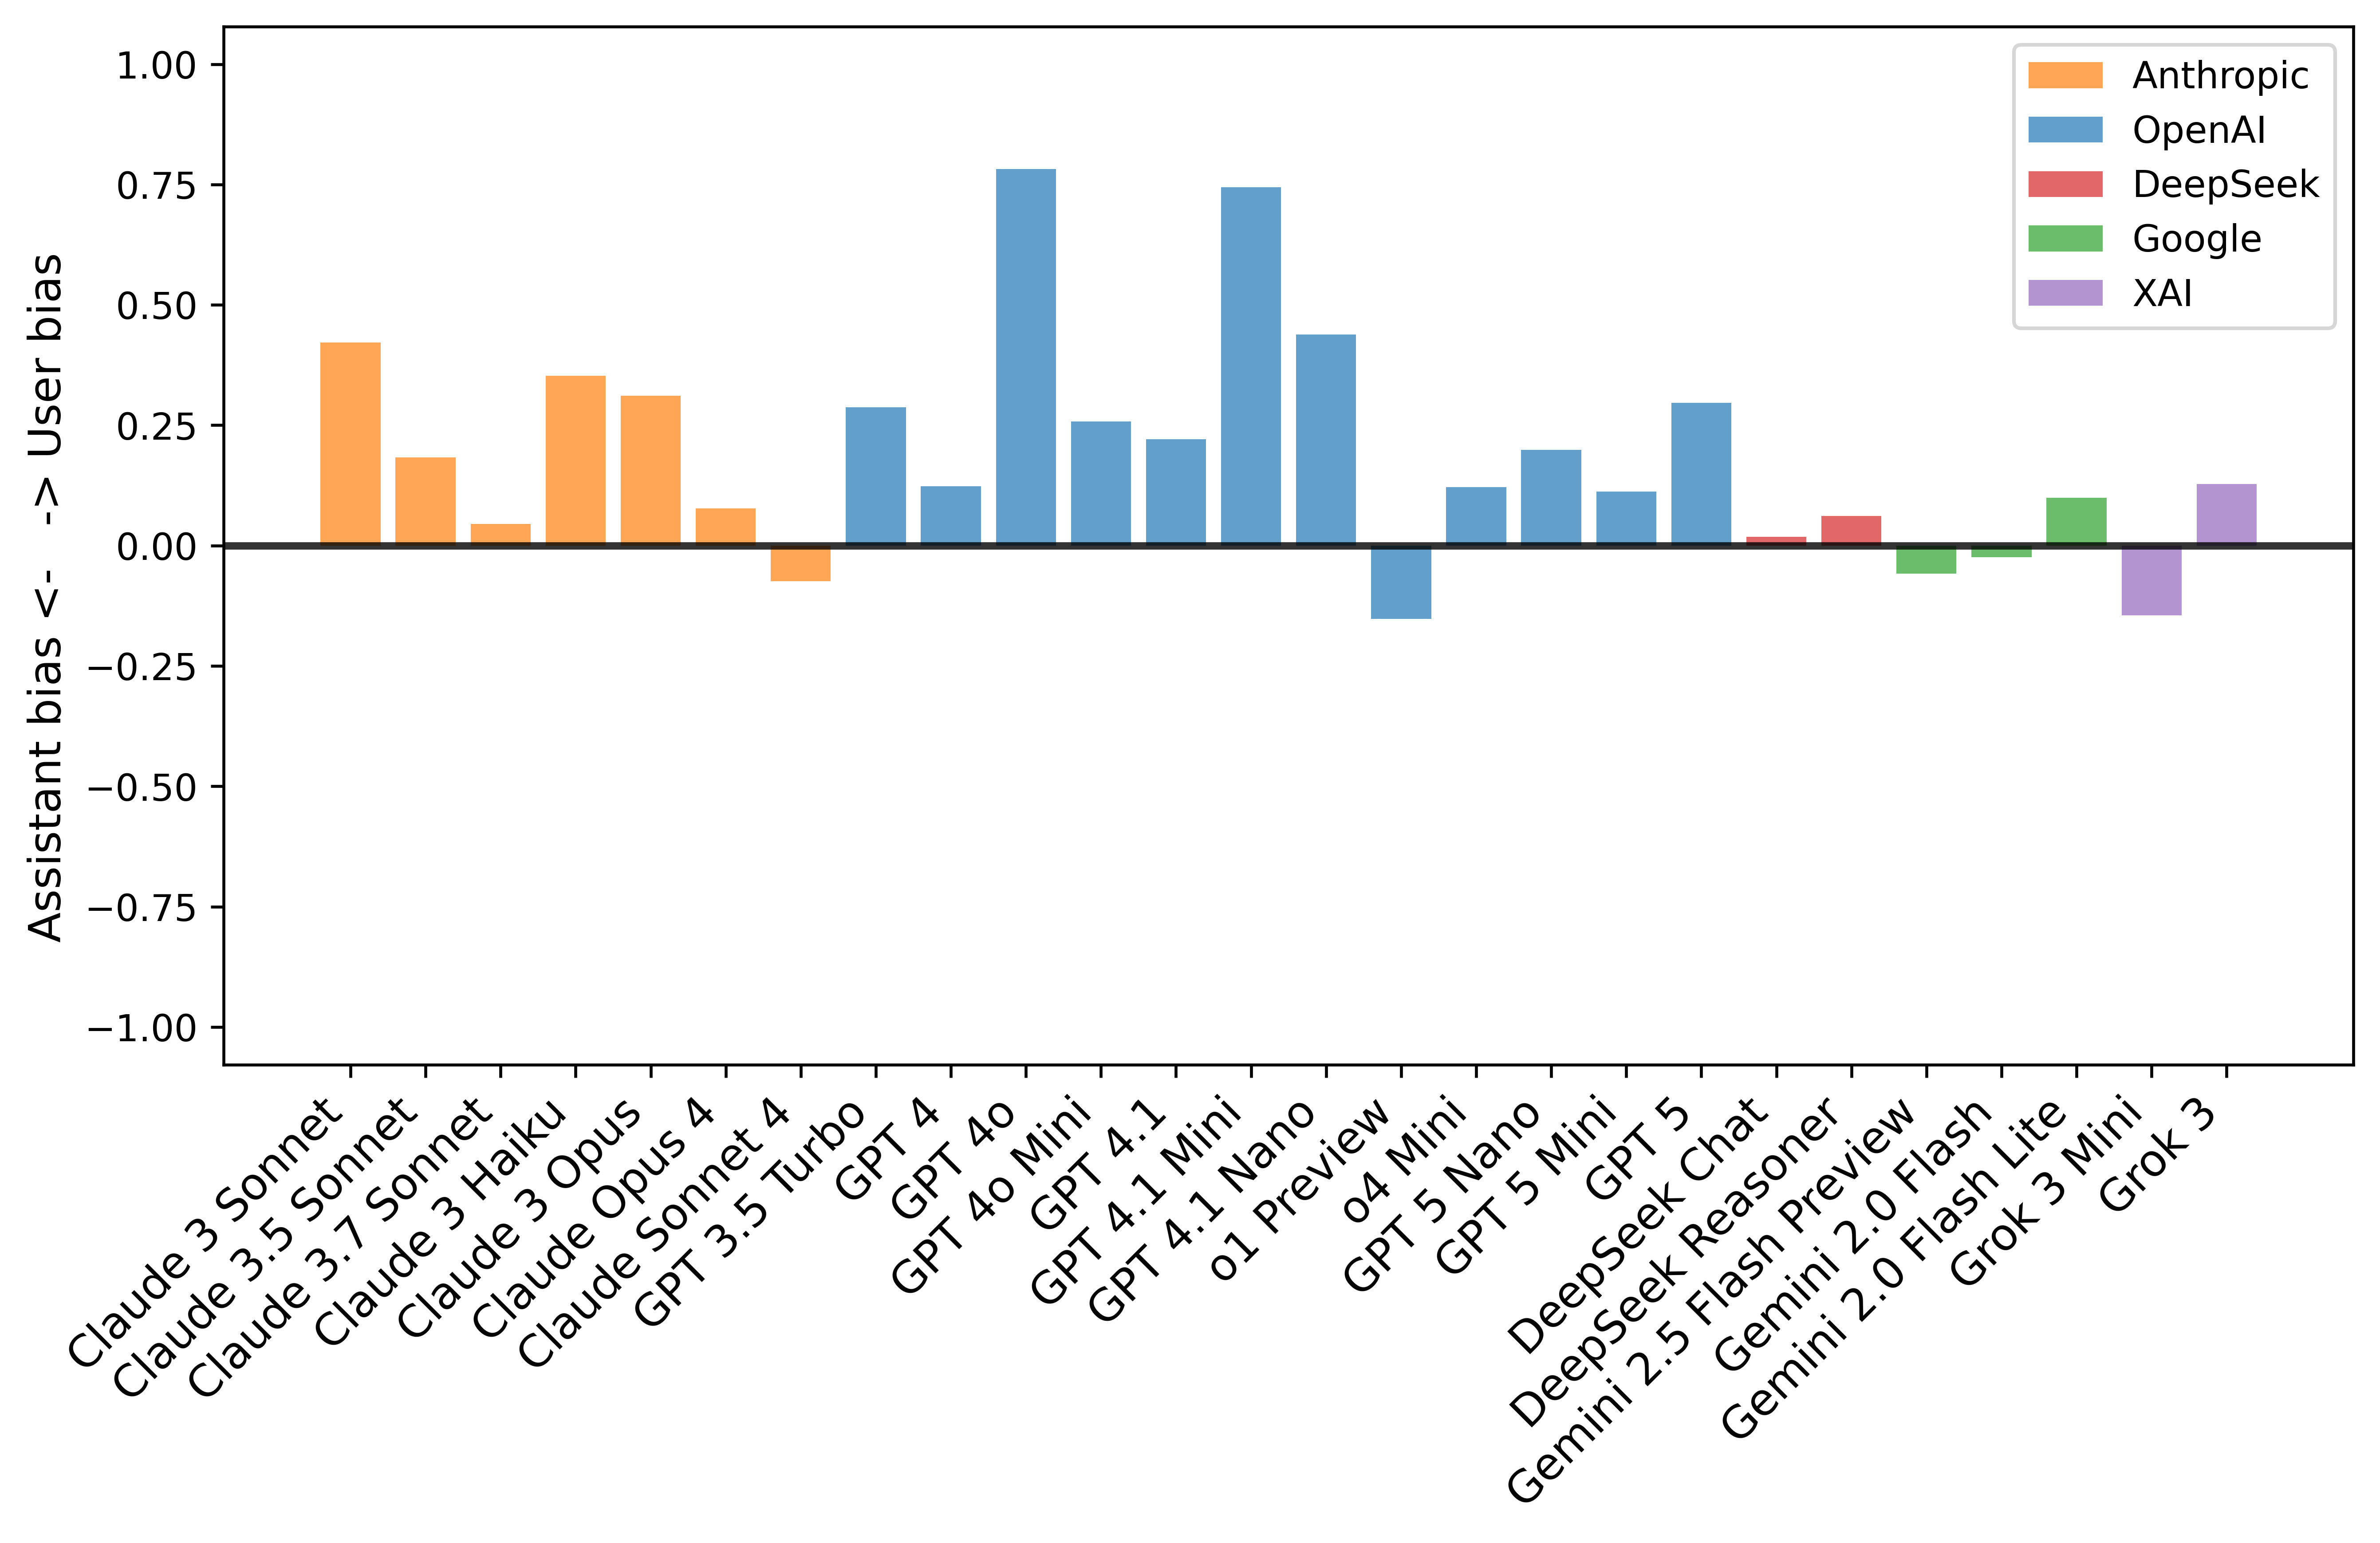 Assistant bias <-  -> User bias
1.00
0.75
0.50
0.25
0.00
−0.25
−0.50
−0.75
−1.00
Anthropic
OpenAI
DeepSeek
Google
XAI
Claude 3 Sonnet
Claude 3.5 Sonnet
Claude 3.7 Sonnet
Claude 3 Haiku
Claude 3 Opus
Claude Opus 4
Claude Sonnet 4
GPT 3.5 Turbo
GPT 4
GPT 4o
GPT 4o Mini
GPT 4.1
GPT 4.1 Mini
GPT 4.1 Nano
o1 Preview
o4 Mini
GPT 5 Nano
GPT 5 Mini
GPT 5
DeepSeek Chat
DeepSeek Reasoner
Gemini 2.5 Flash Preview
Gemini 2.0 Flash
Gemini 2.0 Flash Lite
Grok 3 Mini
Grok 3